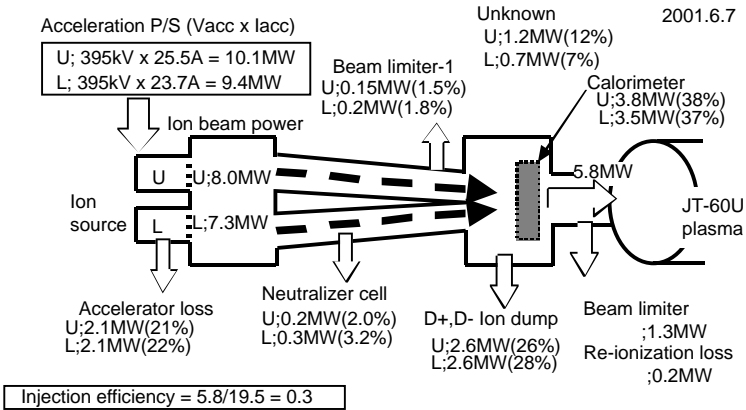 Acceleration P/S (Vacc x Iacc)
U; 395kV x 25.5A = 10.1MW
L; 395kV x 23.7A = 9.4MW
Unknown
U;1.2MW(12%)
L;0.7MW(7%)
2001.6.7
Beam limiter-1
U;0.15MW(1.5%)
L;0.2MW(1.8%)
Calorimeter
U;3.8MW(38%)
L;3.5MW(37%)
Ion beam power
Ion
source
U
L
U;8.0MW
L;7.3MW
5.8MW
JT-60U
plasma
Accelerator loss
U;2.1MW(21%)
L;2.1MW(22%)
Neutralizer cell
U;0.2MW(2.0%)
L;0.3MW(3.2%)
D+,D- Ion dump
U;2.6MW(26%)
L;2.6MW(28%)
Beam limiter
;1.3MW
Re-ionization loss
;0.2MW
Injection efficiency = 5.8/19.5 = 0.3